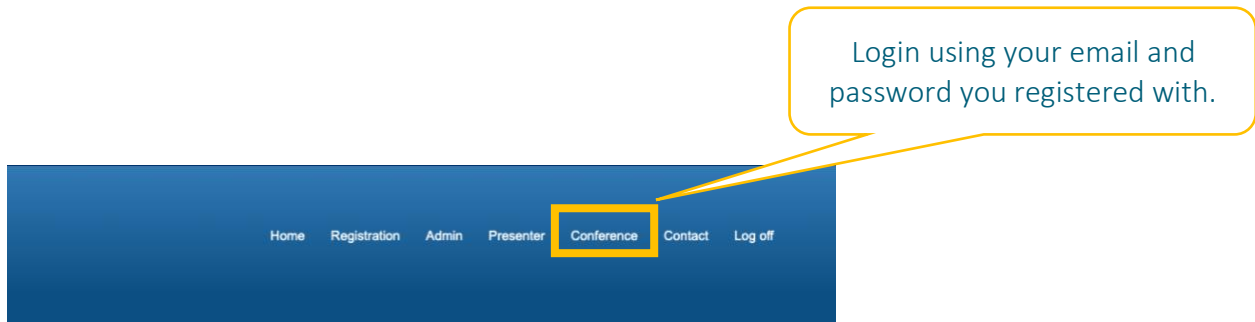 Login using your email and
password you registered with.
Home Registration Admin Presenter Conference Contact Log off